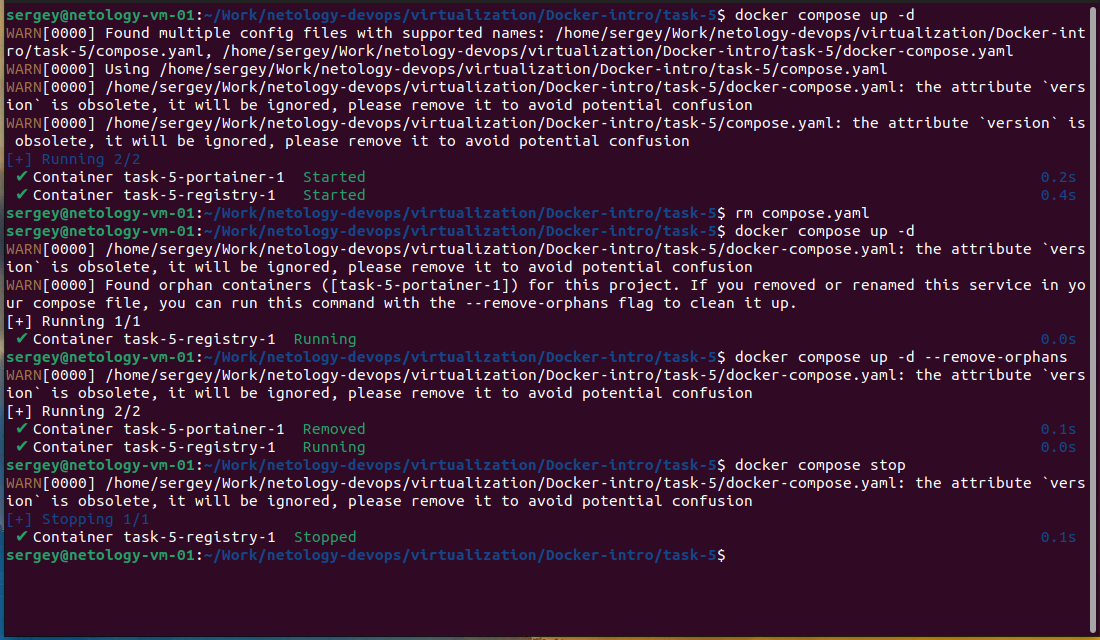 sergey@netology-vm-01:~/Work/netology-devops/virtualization/Docker-intro/task-5$ docker compose up -d
WARN[0000] Found multiple config files with supported names: /home/sergey/Work/netology-devops/virtualization/Docker-int
ro/task-5/compose.yaml, /home/sergey/Work/netology-devops/virtualization/Docker-intro/task-5/docker-compose.yaml
WARN[0000] Using /home/sergey/Work/netology-devops/virtualization/Docker-intro/task-5/compose.yaml
WARN[0000] /home/sergey/Work/netology-devops/virtualization/Docker-intro/task-5/docker-compose.yaml: the attribute `vers
ion` is obsolete, it will be ignored, please remove it to avoid potential confusion
WARN[0000] /home/sergey/Work/netology-devops/virtualization/Docker-intro/task-5/compose.yaml: the attribute `version` is
 obsolete, it will be ignored, please remove it to avoid potential confusion
[+] Running 2/2
 ✔ Container task-5-portainer-1  Started 0.2s
 ✔ Container task-5-registry-1   Started 0.4s
sergey@netology-vm-01:~/Work/netology-devops/virtualization/Docker-intro/task-5$ rm compose.yaml
sergey@netology-vm-01:~/Work/netology-devops/virtualization/Docker-intro/task-5$ docker compose up -d
WARN[0000] /home/sergey/Work/netology-devops/virtualization/Docker-intro/task-5/docker-compose.yaml: the attribute `vers
ion` is obsolete, it will be ignored, please remove it to avoid potential confusion
WARN[0000] Found orphan containers ([task-5-portainer-1]) for this project. If you removed or renamed this service in yo
ur compose file, you can run this command with the --remove-orphans flag to clean it up.
[+] Running 1/1
 ✔ Container task-5-registry-1  Running 0.0s
sergey@netology-vm-01:~/Work/netology-devops/virtualization/Docker-intro/task-5$ docker compose up -d --remove-orphans
WARN[0000] /home/sergey/Work/netology-devops/virtualization/Docker-intro/task-5/docker-compose.yaml: the attribute `vers
ion` is obsolete, it will be ignored, please remove it to avoid potential confusion
[+] Running 2/2
 ✔ Container task-5-portainer-1  Removed 0.1s
 ✔ Container task-5-registry-1   Running 0.0s
sergey@netology-vm-01:~/Work/netology-devops/virtualization/Docker-intro/task-5$ docker compose stop
WARN[0000] /home/sergey/Work/netology-devops/virtualization/Docker-intro/task-5/docker-compose.yaml: the attribute `vers
ion` is obsolete, it will be ignored, please remove it to avoid potential confusion
[+] Stopping 1/1
 ✔ Container task-5-registry-1  Stopped 0.1s
sergey@netology-vm-01:~/Work/netology-devops/virtualization/Docker-intro/task-5$